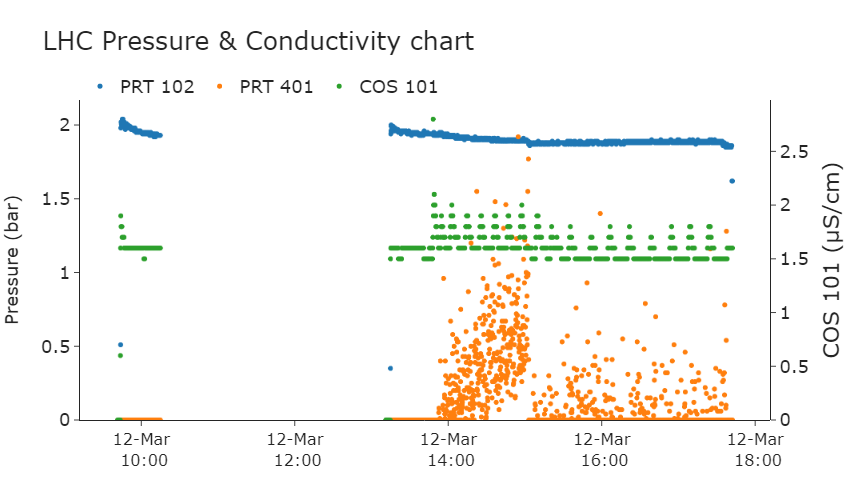 LHC Pressure & Conductivity chart
PRT 102 PRT 401 COS 101
Pressure (bar)
2
1.5
1
0.5
0
2.5
2
1.5
1
0.5
0
COS 101 (µS/cm)
12-Mar 12-Mar 12-Mar 12-Mar 12-Mar
10:00 12:00 14:00 16:00 18:00